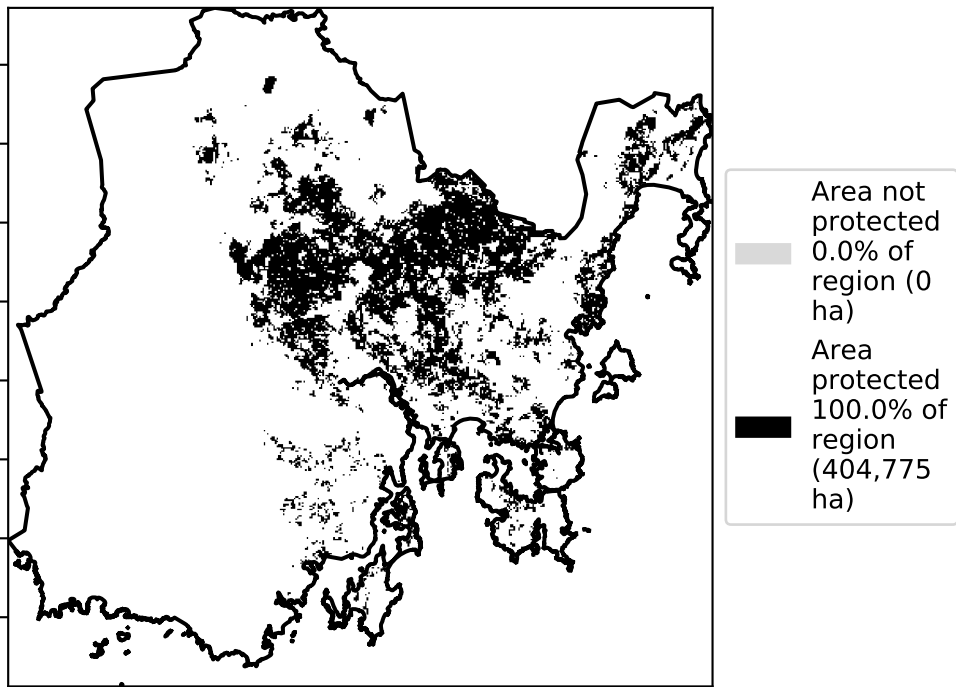 Area not
protected
0.0% of
region (0
ha)
Area
protected
100.0% of
region
(404,775
ha)